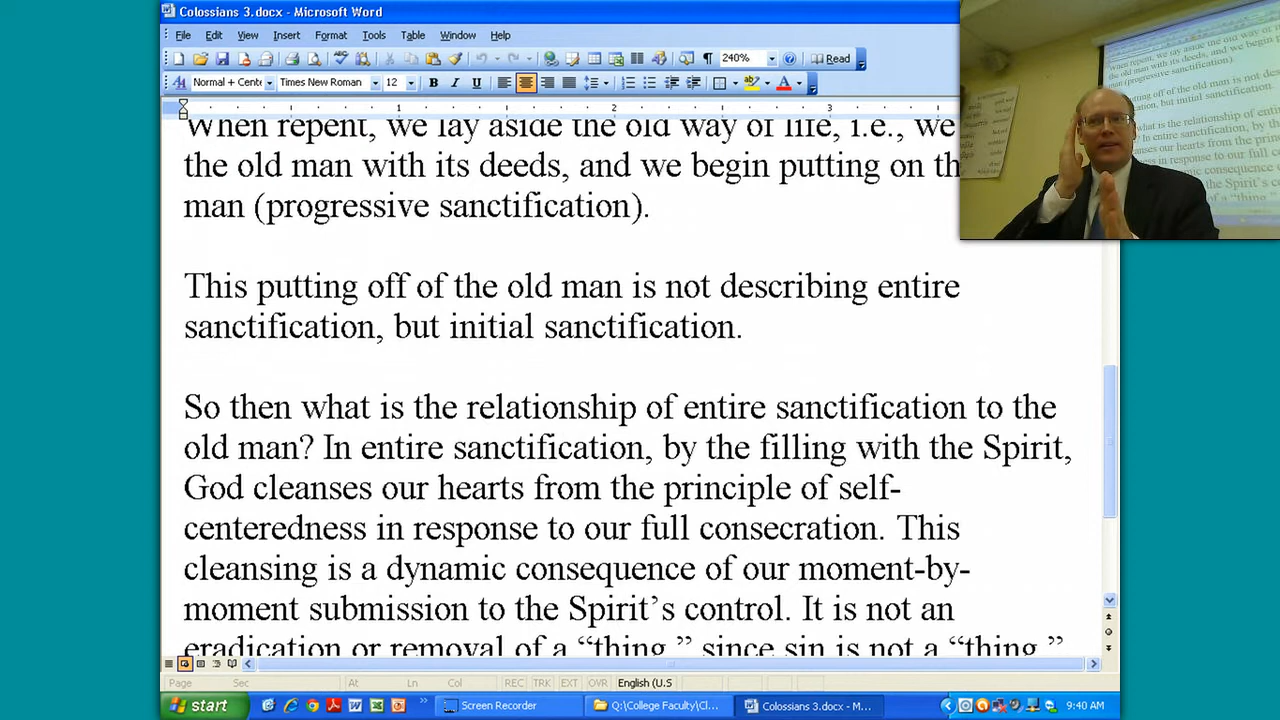 Colossians 3.docx - Microsoft Word
File Edit View Insert Format Tools Table Window Help
240% Read
Normal + Cente Times New Roman 12
1 2 3
When repent, we lay aside the old way of life, i.e., we
the old man with its deeds, and we begin putting on th
man (progressive sanctification).
This putting off of the old man is not describing entire
sanctification, but initial sanctification.
So then what is the relationship of entire sanctification to the
old man? In entire sanctification, by the filling with the Spirit,
God cleanses our hearts from the principle of self-
centeredness in response to our full consecration. This
cleansing is a dynamic consequence of our moment-by-
moment submission to the Spirit’s control. It is not an
eradication or removal of a “thing,” since sin is not a “thing,”
Page Sec At Ln Col REC TRK EXT OVR English (U.S
start Screen Recorder Q:\College Faculty\Cl... Colossians 3.docx - M... 9:40 AM